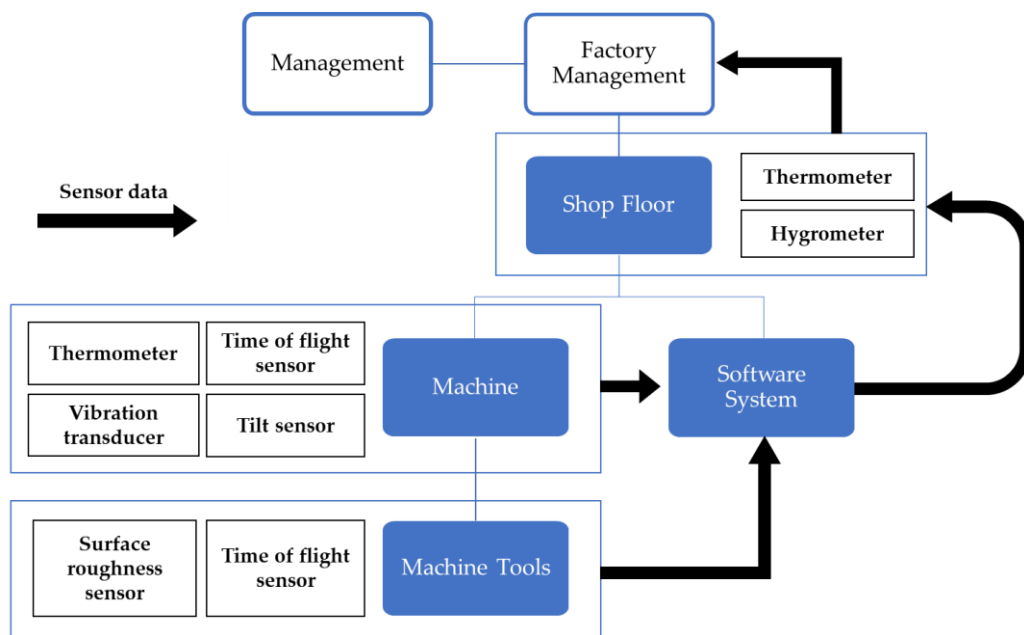 Management
Factory
Management
Sensor data
Shop Floor
Thermometer
Hygrometer
Thermometer
Time of flight
sensor
Vibration
transducer
Tilt sensor
Machine
Software
System
Surface
roughness
sensor
Time of flight
sensor
Machine Tools